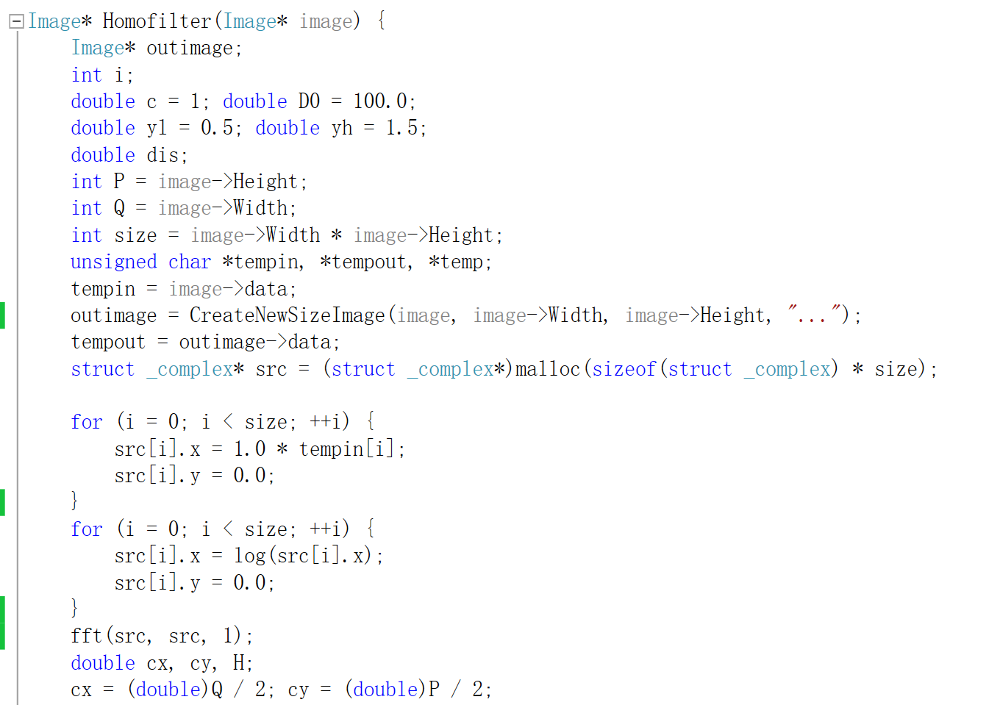 Image* Homofilter(Image* image) {
Image* outimage;
int i;
double c = 1; double D0 = 100.0;
double yl = 0.5; double yh = 1.5;
double dis;
int P = image->Height;
int Q = image->Width;
int size = image->Width * image->Height;
unsigned char *tempin, *tempout, *temp;
tempin = image->data;
outimage = CreateNewSizeImage(image, image->Width, image->Height, "...");
tempout = outimage->data;
struct _complex* src = (struct _complex*)malloc(sizeof(struct _complex) * size);
for (i = 0; i < size; ++i) {
src[i].x = 1.0 * tempin[i];
src[i].y = 0.0;
}
for (i = 0; i < size; ++i) {
src[i].x = log(src[i].x);
src[i].y = 0.0;
}
fft(src, src, 1);
double cx, cy, H;
cx = (double)Q / 2; cy = (double)P / 2;